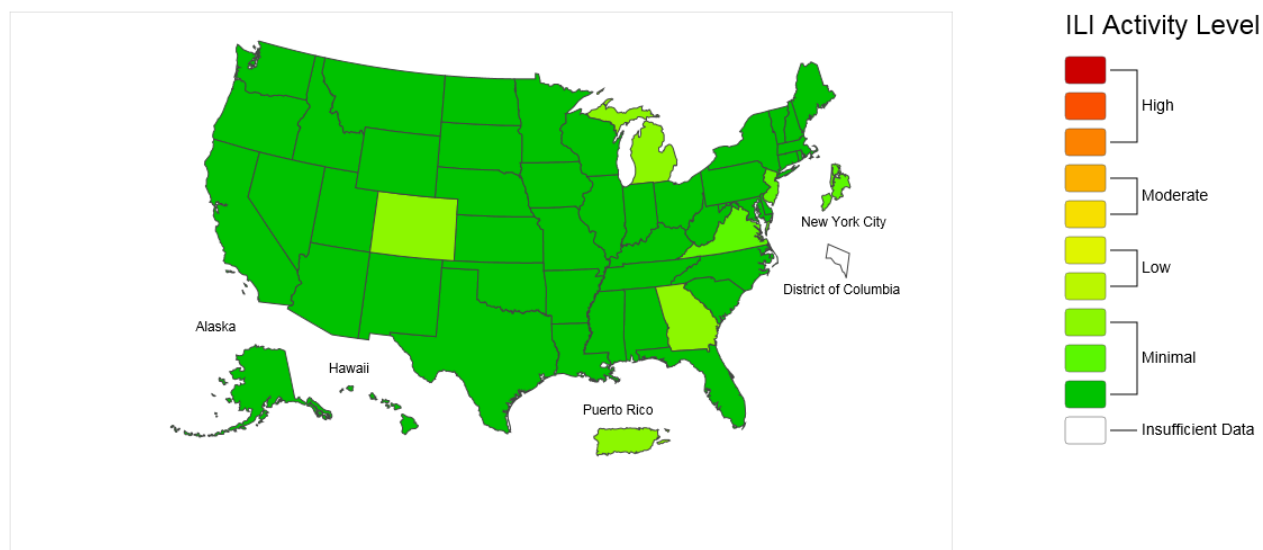 ILI Activity Level
High
Moderate
New York City
Low
District of Columbia
Alaska
Minimal
Hawaii
Puerto Rico
Insufficient Data